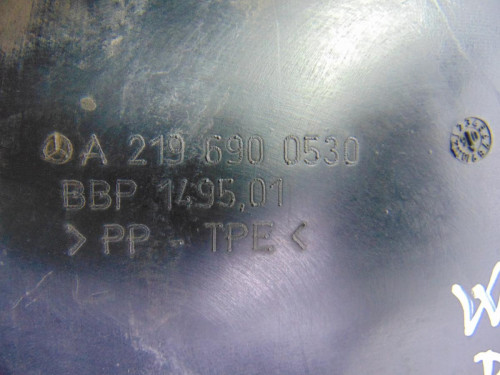 A 219 690 0530
BBP 1495,01
> PP - TPE <
W